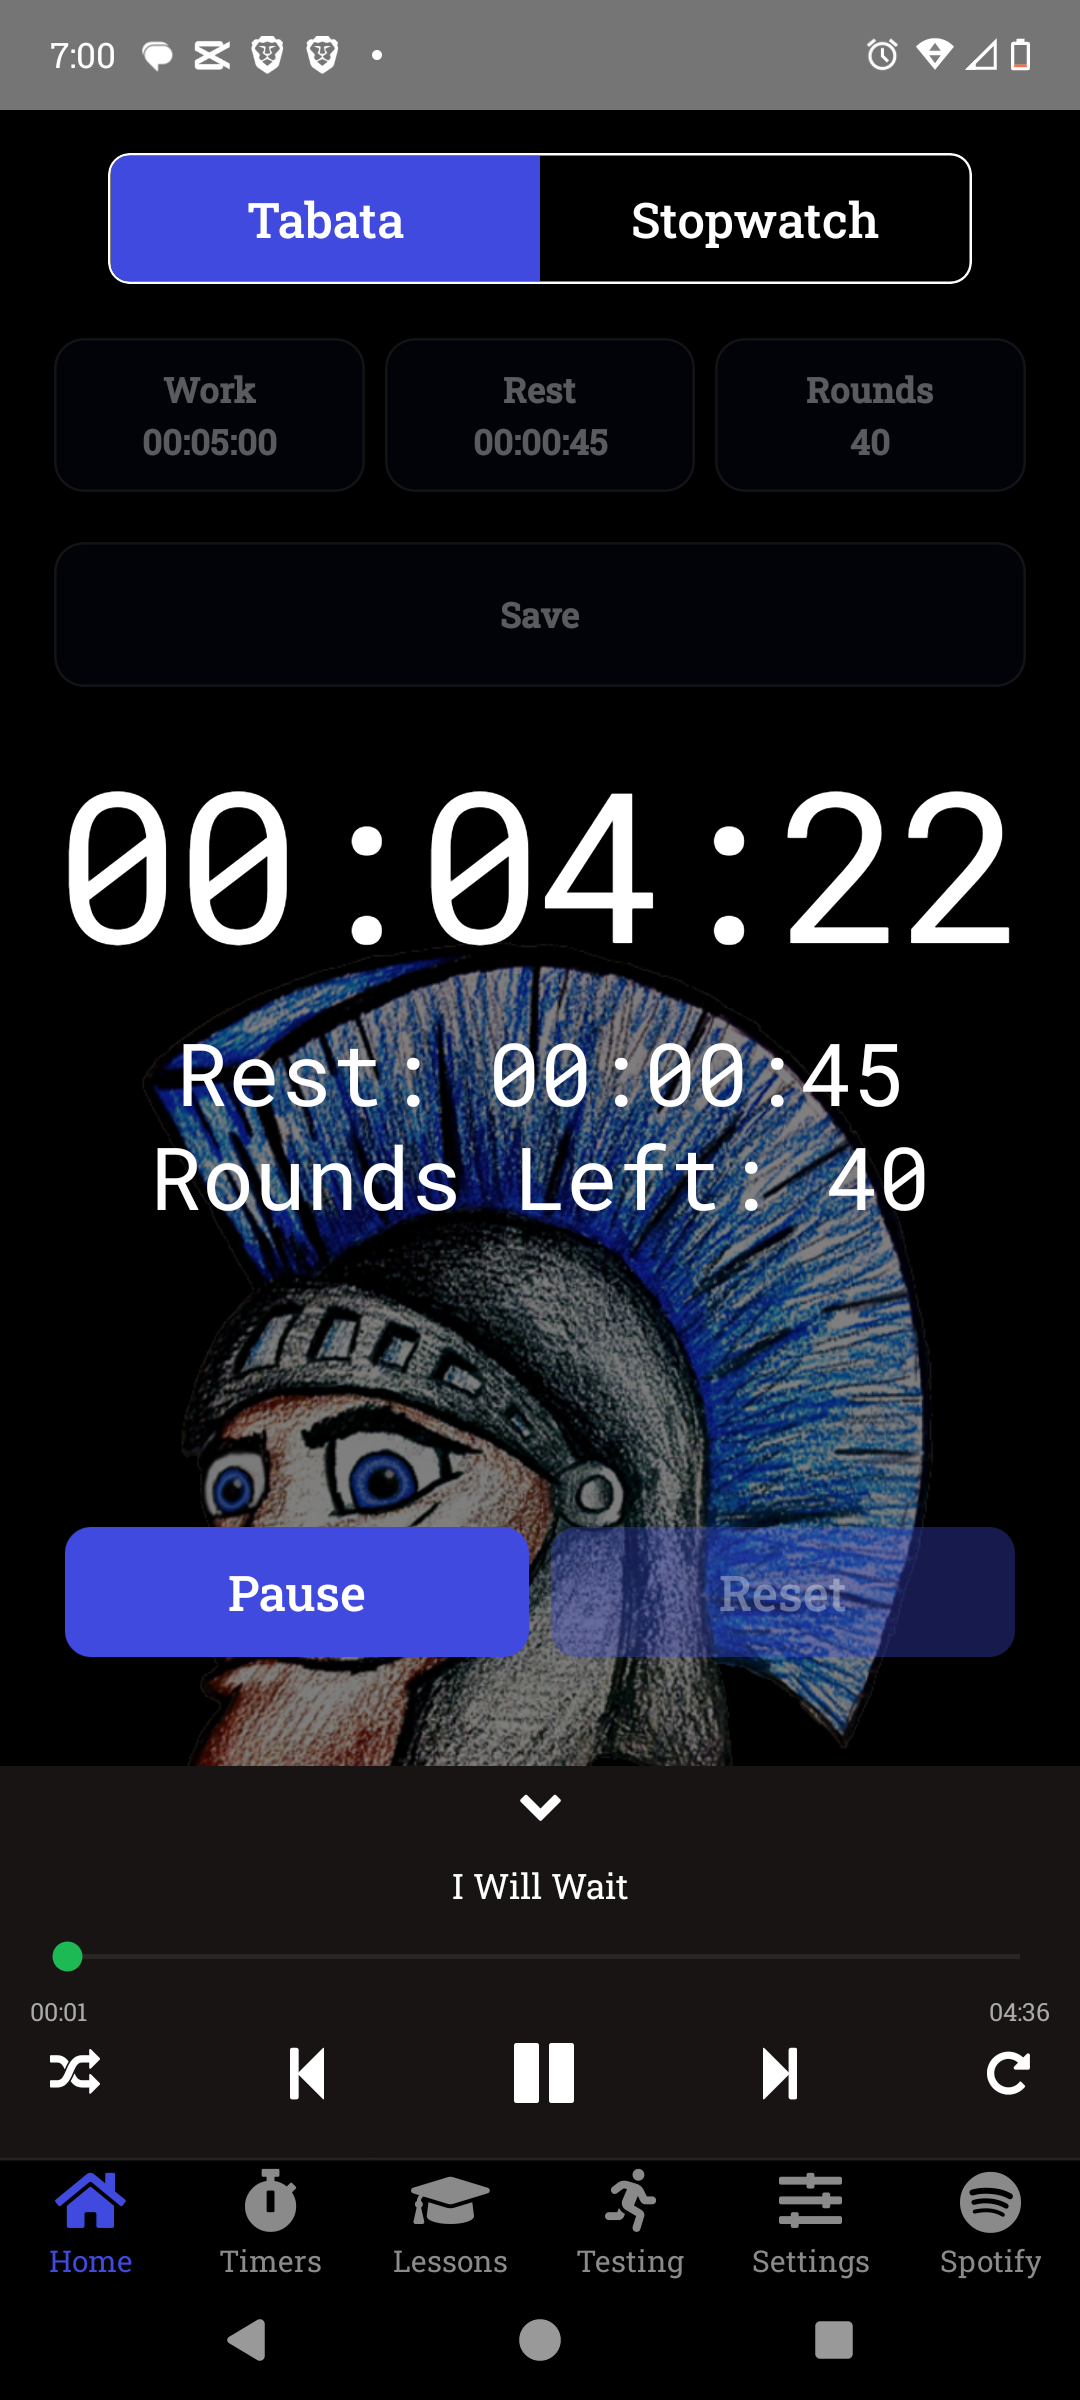 7:00
Tabata Stopwatch
Work Rest Rounds
00:05:00 00:00:45 40
Save
00:04:22
Rest: 00:00:45
Rounds Left: 40
Pause Reset
I Will Wait
00:01 04:36
Home Timers Lessons Testing Settings Spotify